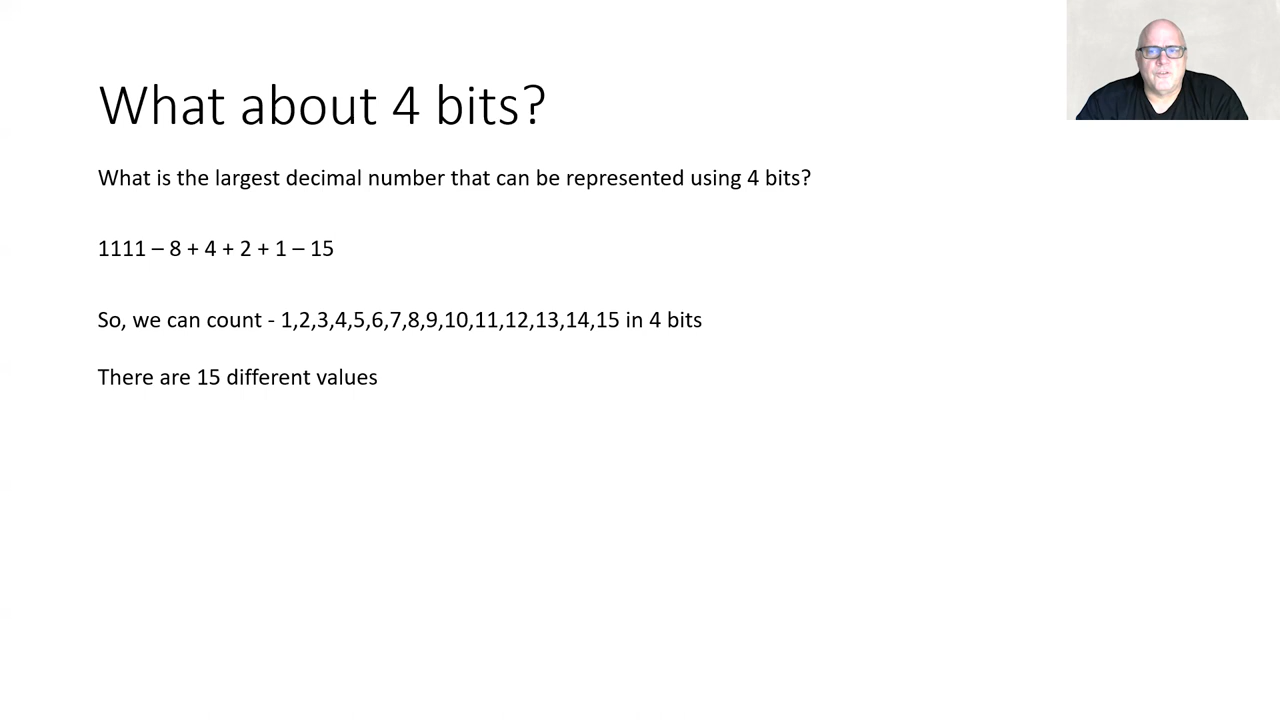 What about 4 bits?
What is the largest decimal number that can be represented using 4 bits?
1111 – 8 + 4 + 2 + 1 – 15
So, we can count - 1,2,3,4,5,6,7,8,9,10,11,12,13,14,15 in 4 bits
There are 15 different values